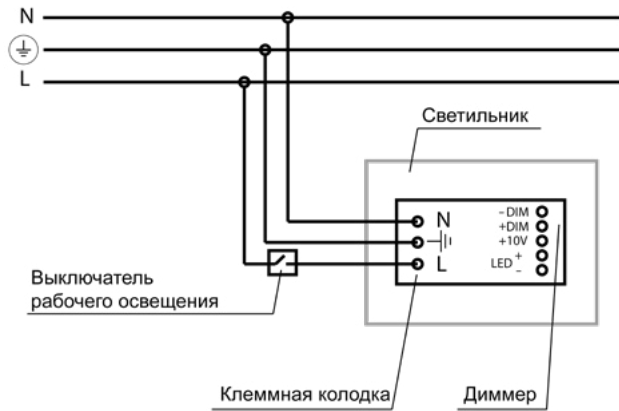 N
L
Светильник
N
L
-DIM
+DIM
+10V
LED +
-
Выключатель
рабочего освещения
Клеммная колодка
Диммер